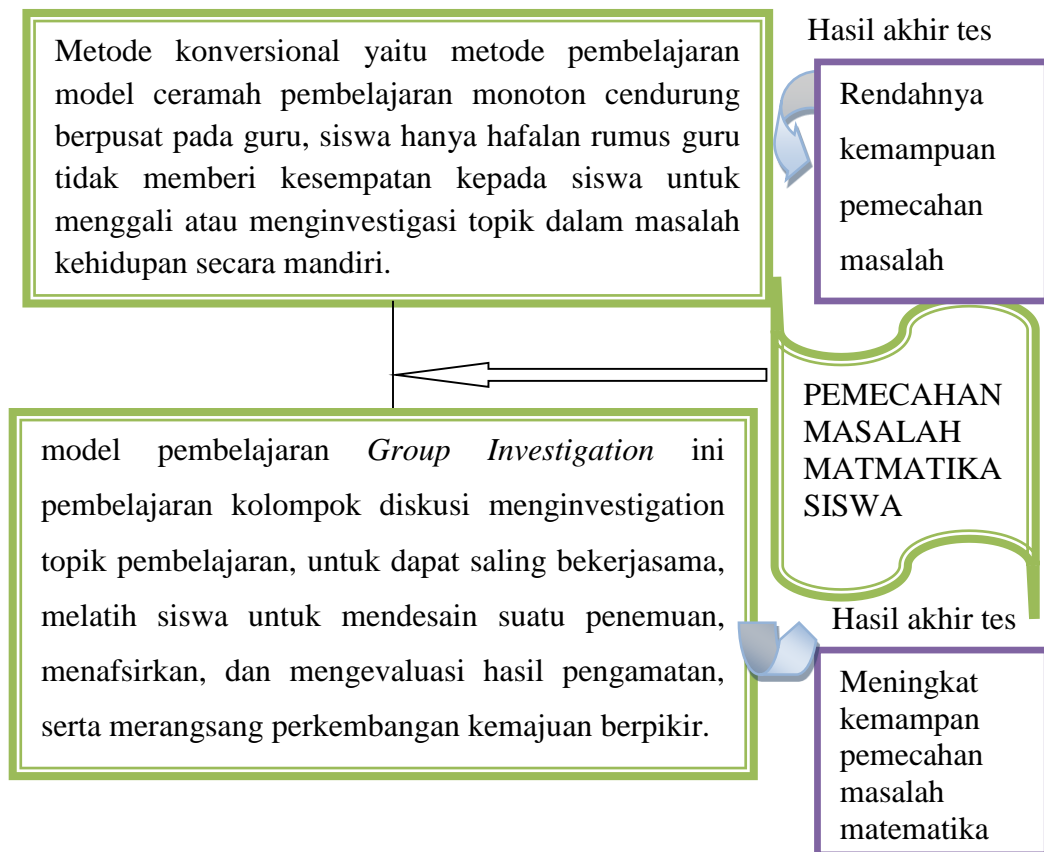 Metode konversional yaitu metode pembelajaran
model ceramah pembelajaran monoton cendurung
berpusat pada guru, siswa hanya hafalan rumus guru
tidak memberi kesempatan kepada siswa untuk
menggali atau menginvestigasi topik dalam masalah
kehidupan secara mandiri.
Hasil akhir tes
Rendahnya
kemampuan
pemecahan
masalah
PEMECAHAN
MASALAH
MATMATIKA
SISWA
model pembelajaran Group Investigation ini
pembelajaran kolompok diskusi menginvestigation
topik pembelajaran, untuk dapat saling bekerjasama,
melatih siswa untuk mendesain suatu penemuan,
menafsirkan, dan mengevaluasi hasil pengamatan,
serta merangsang perkembangan kemajuan berpikir.
Hasil akhir tes
Meningkat
kemampan
pemecahan
masalah
matematika